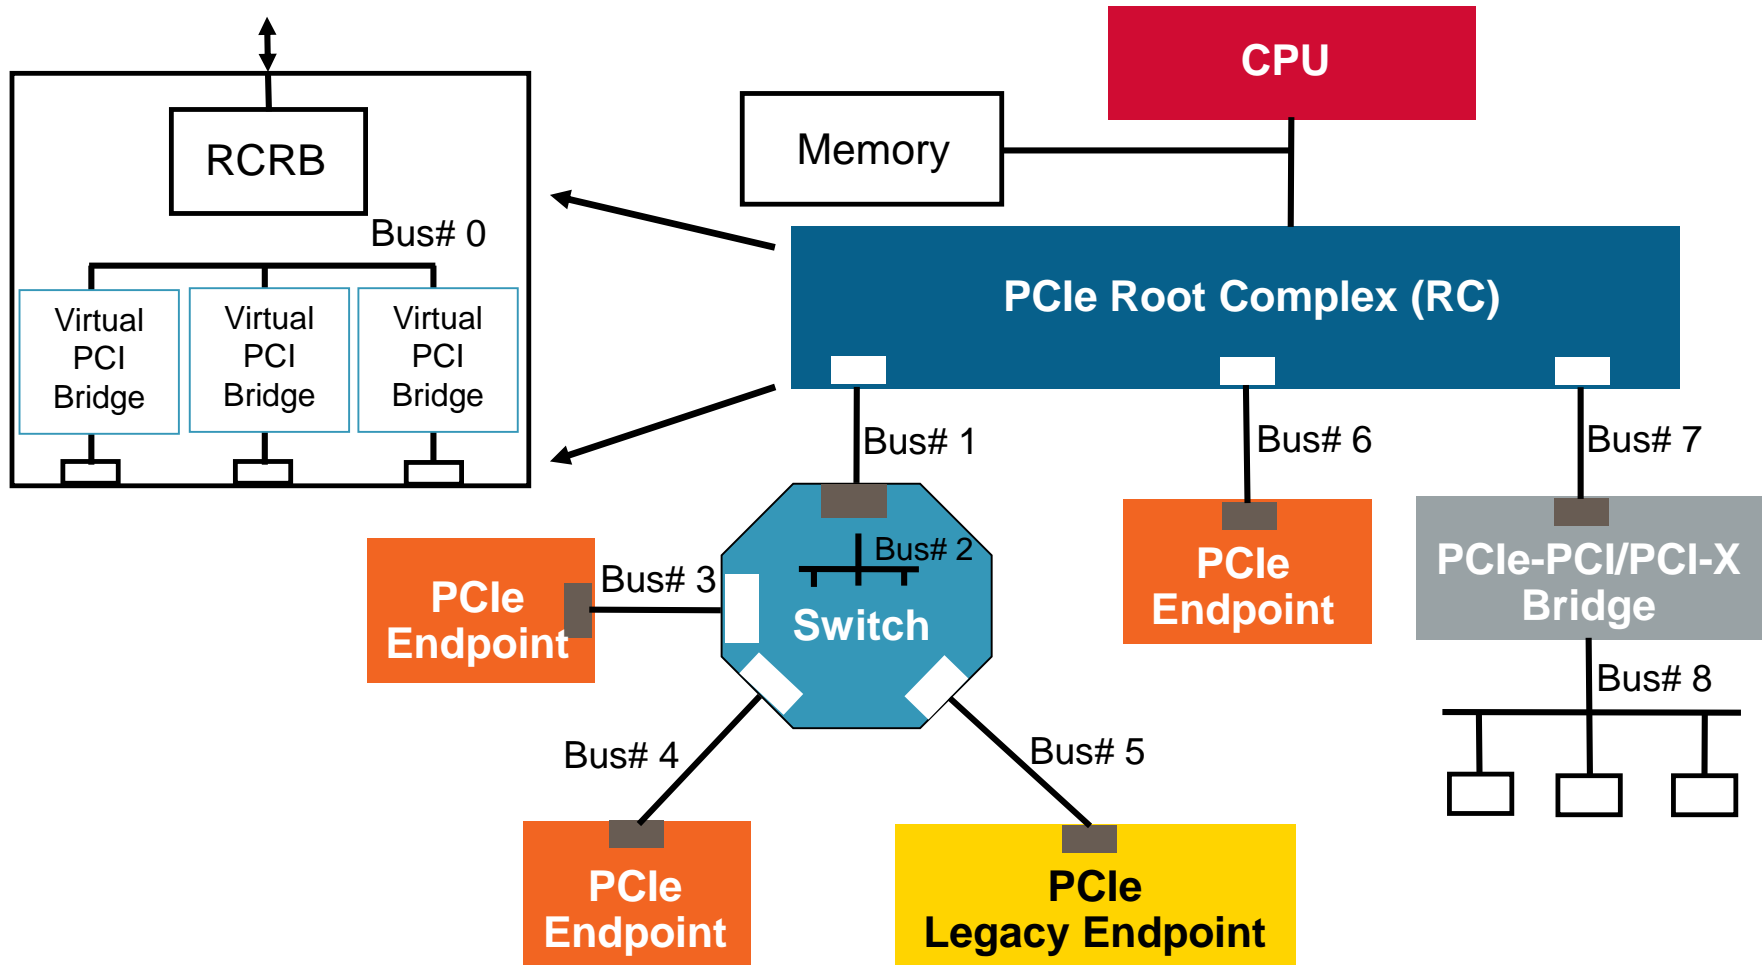 CPU
Memory
RCRB
Bus# 0
PCIe Root Complex (RC)
Virtual
PCI
Bridge
Virtual
PCI
Bridge
Virtual
PCI
Bridge
Bus# 1
Bus# 6
Bus# 7
Bus# 2
Bus# 3
Switch
PCIe
Endpoint
PCIe
Endpoint
PCIe-PCI/PCI-X
Bridge
Bus# 8
Bus# 4
Bus# 5
PCIe
Endpoint
PCIe
Legacy Endpoint